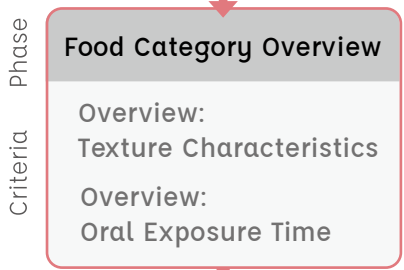 Phase
Food Category Overview
Criteria
Overview:
Texture Characteristics
Overview:
Oral Exposure Time